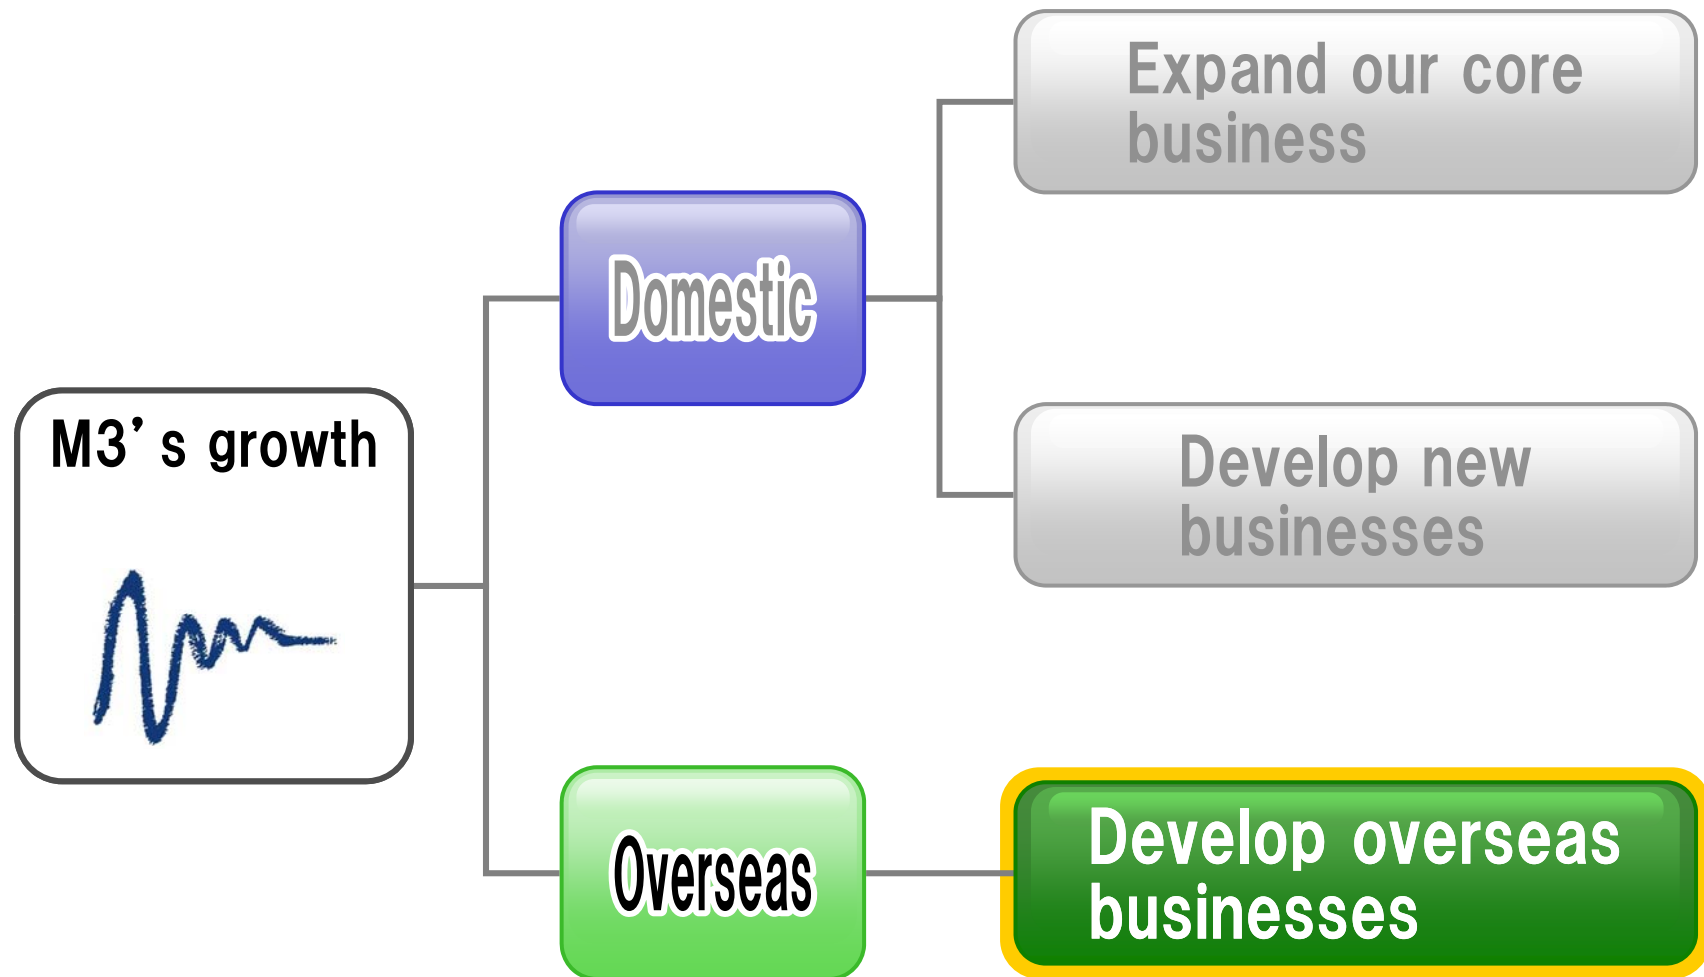 Expand our core
business
Domestic
M3’s growth
Develop new
businesses
Overseas
Develop overseas
businesses